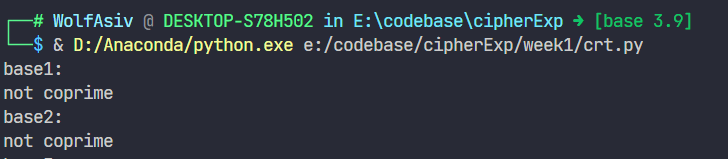 # WolfAsiv @ DESKTOP-S78H502 in E:\codebase\cipherExp ➜ [base 3.9]
$ & D:/Anaconda/python.exe e:/codebase/cipherExp/week1/crt.py
base1:
not coprime
base2:
not coprime